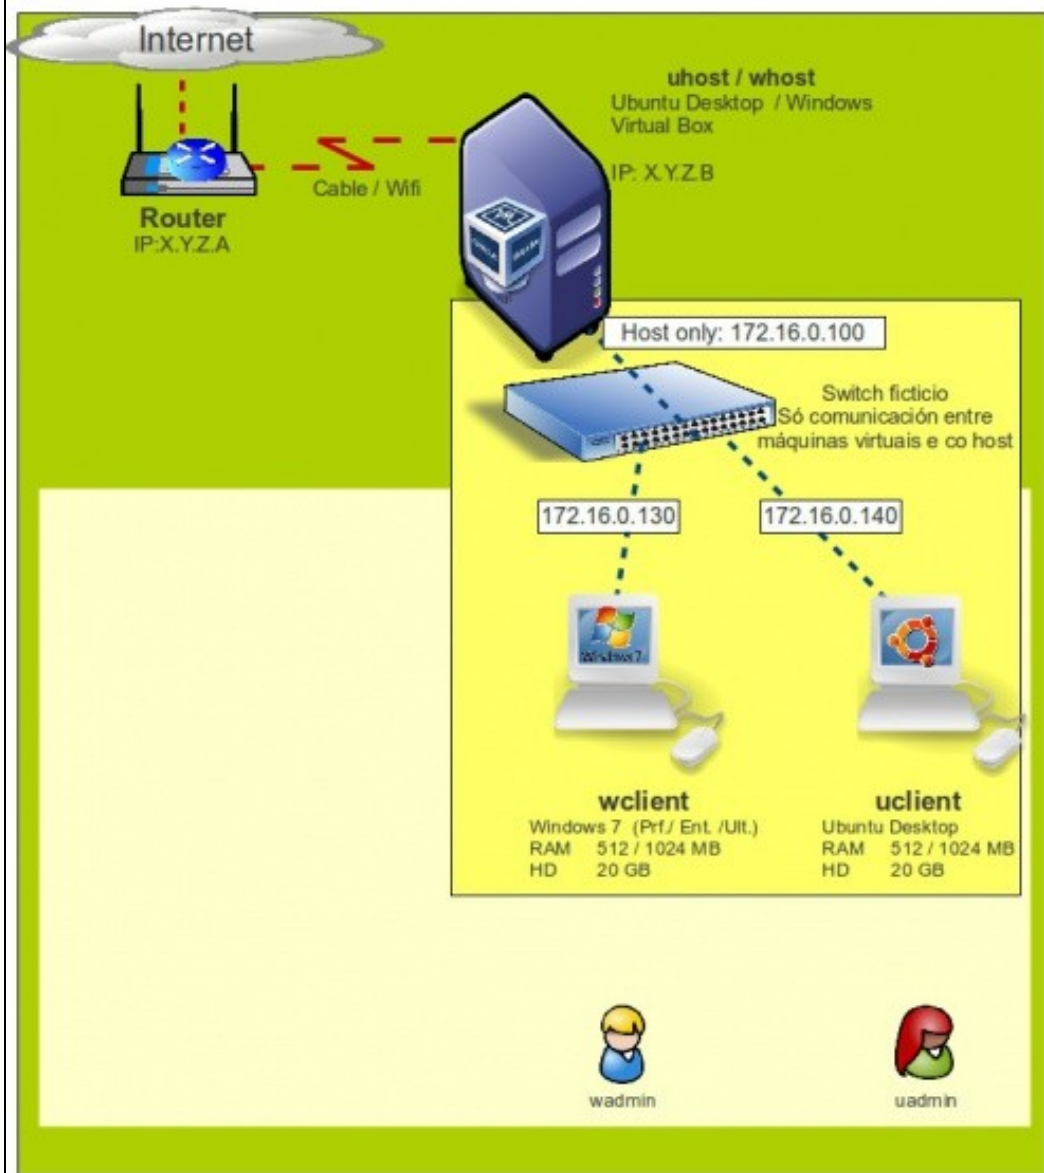 Internet
uhost / whost
Ubuntu Desktop / Windows
Virtual Box
IP: X.Y.Z.B
Cable / Wifi
Router
IP:X.Y.Z.A
Host only: 172.16.0.100
Switch ficticio
Só comunicación entre
máquinas virtuais e co host
172.16.0.130
172.16.0.140
Windows 7
wclient
Windows 7 (Prf./ Ent. /Ult.)
RAM 512 / 1024 MB
HD 20 GB
uclient
Ubuntu Desktop
RAM 512 / 1024 MB
HD 20 GB
wadmin
uadmin